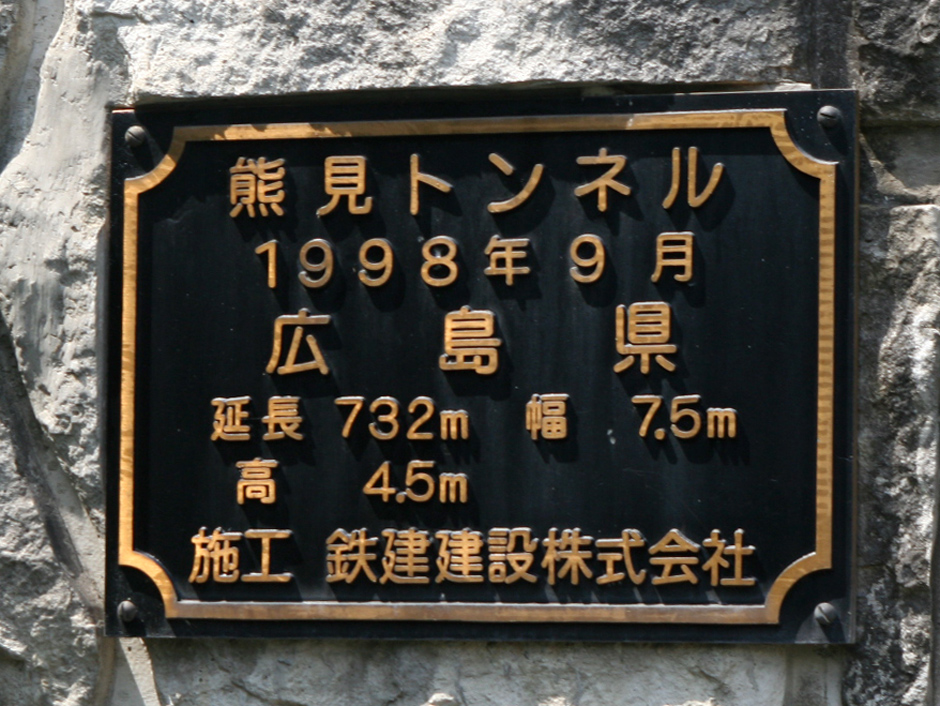 熊見トンネル
1998年9月
広島県
延長 732m 幅 7.5m
高 4.5m
施工 鉄建建設株式会社